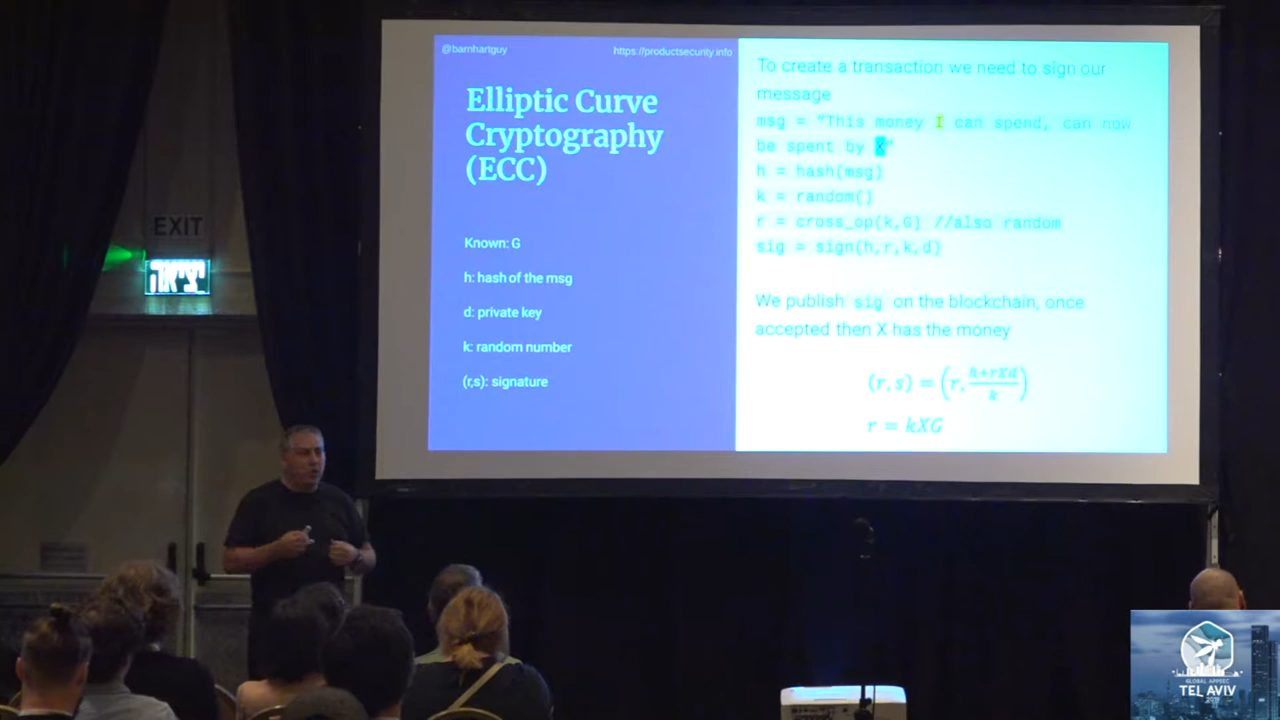 @barnhartguy
https://productsecurity.info
Elliptic Curve
Cryptography
(ECC)
Known: G
h: hash of the msg
d: private key
k: random number
(r,s): signature
To create a transaction we need to sign our
message
msg = "This money I can spend, can now
be spent by X"
h = hash(msg)
k = random()
r = cross_op(k,G) //also random
sig = sign(h,r,k,d)
We publish sig on the blockchain, once
accepted then X has the money
(r, s) = (r, h+rXd / k)
r = kXG
EXIT
GLOBAL APPSEC
TEL AVIV